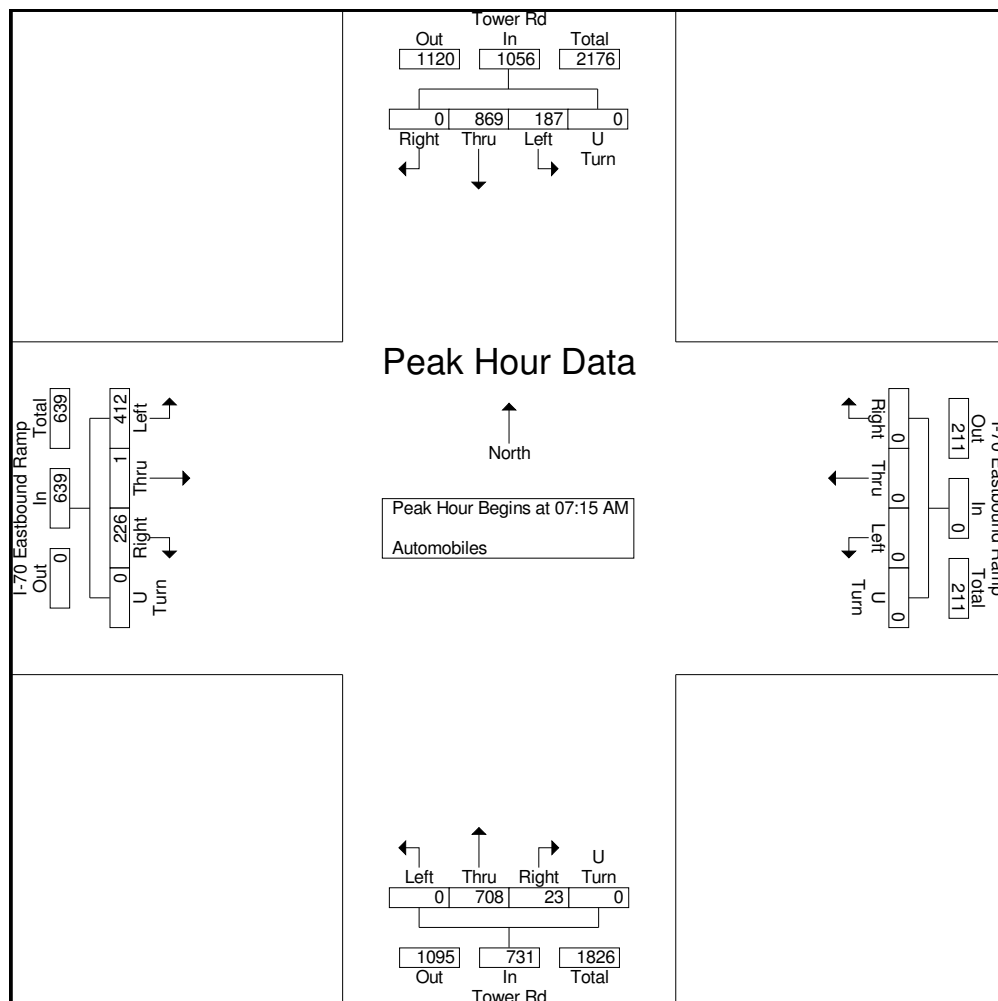 Tower Rd
Out In Total
1120 1056 2176
0 869 187 0
Right Thru Left U
Turn
Peak Hour Data
North
Peak Hour Begins at 07:15 AM
Automobiles
I-70 Eastbound Ramp
Out In Total
0 639 639
412 1 226 0
Left Thru Right U
Turn
I-70 Eastbound Ramp
Out In Total
211 0 211
0 0 0 0
Right Thru Left U
Turn
U
Left Thru Right Turn
0 708 23 0
1095 731 1826
Out In Total
Tower Rd